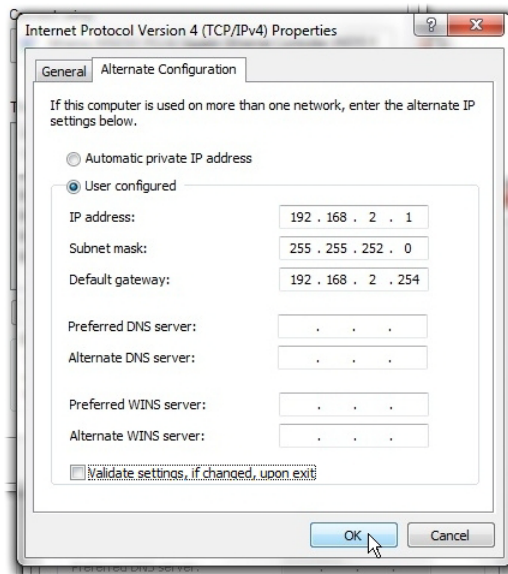 Internet Protocol Version 4 (TCP/IPv4) Properties
General
Alternate Configuration
If this computer is used on more than one network, enter the alternate IP
settings below.
Automatic private IP address
User configured
IP address:
192 . 168 . 2 . 1
Subnet mask:
255 . 255 . 252 . 0
Default gateway:
192 . 168 . 2 . 254
Preferred DNS server:
. . .
Alternate DNS server:
. . .
Preferred WINS server:
. . .
Alternate WINS server:
. . .
Validate settings, if changed, upon exit
OK
Cancel
Preferred DNS server: